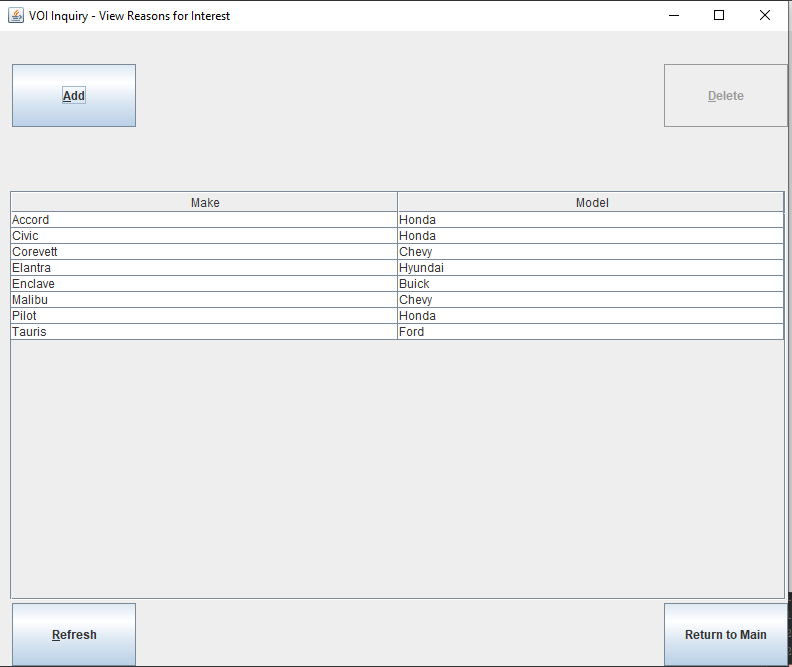 VOI Inquiry - View Reasons for Interest
Add Delete
Make Model
Accord Honda
Civic Honda
Corevett Chevy
Elantra Hyundai
Enclave Buick
Malibu Chevy
Pilot Honda
Tauris Ford
Refresh Return to Main